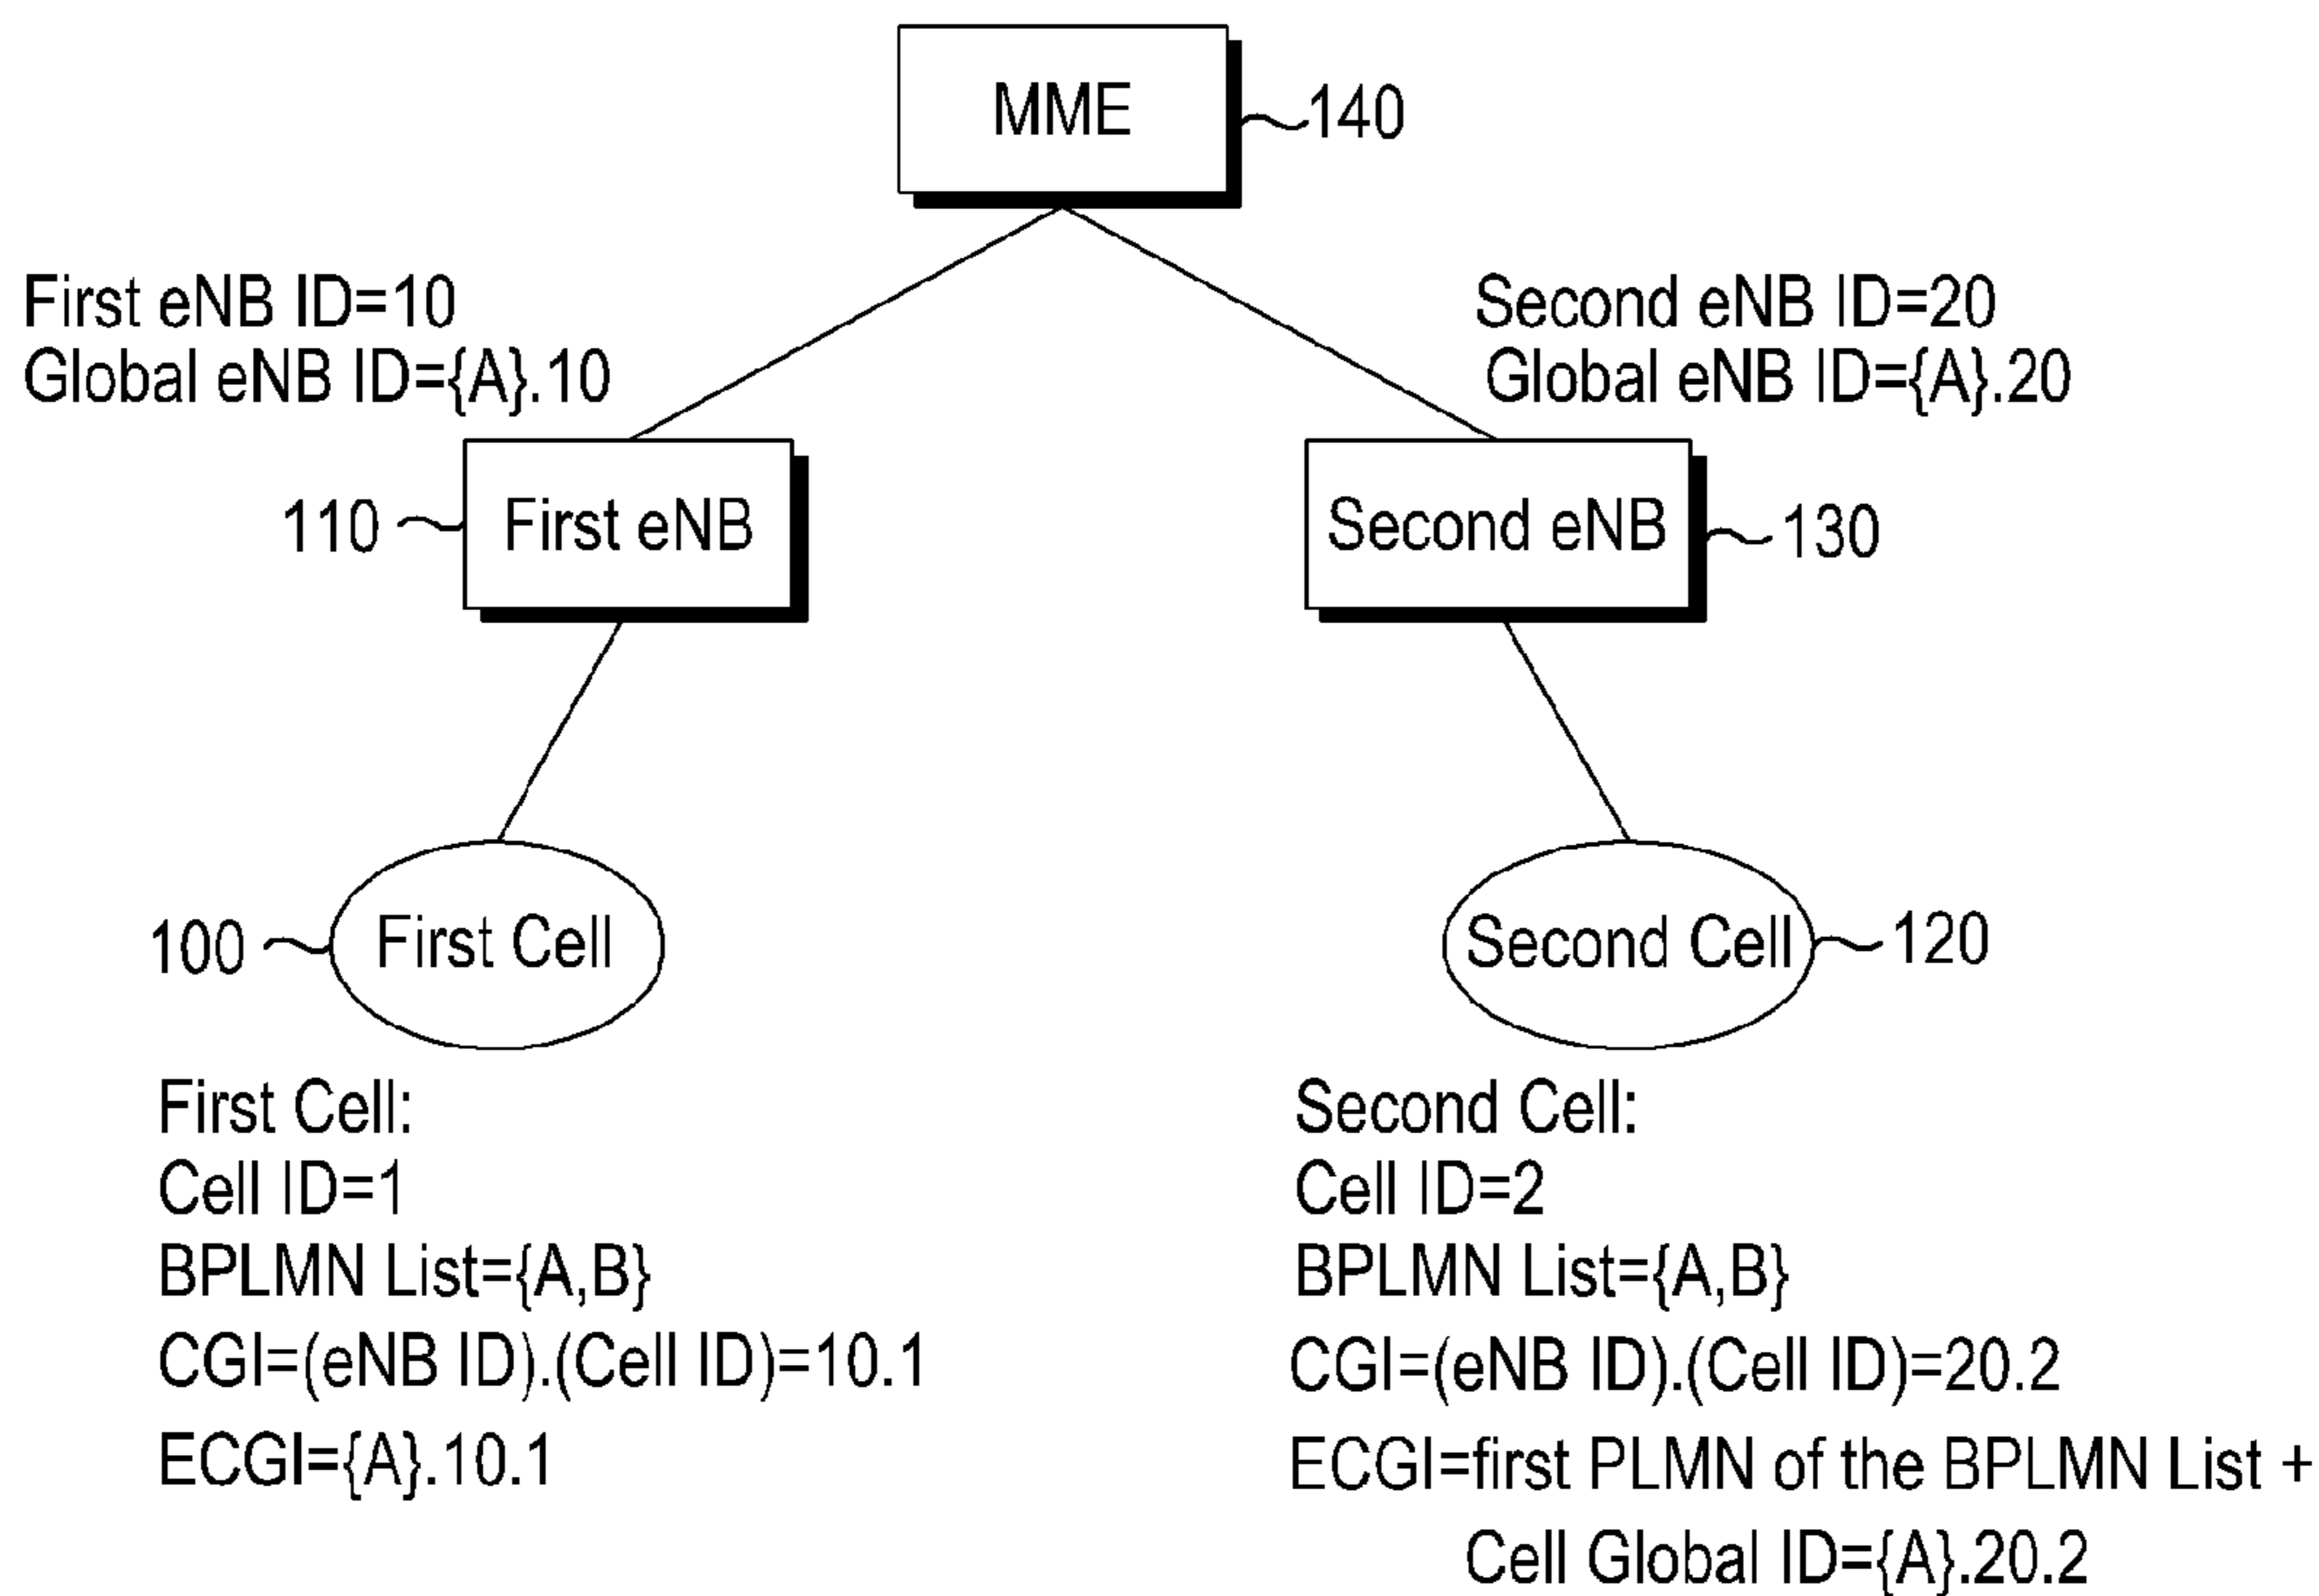 MME
140
First eNB ID=10
Global eNB ID={A}.10
Second eNB ID=20
Global eNB ID={A}.20
110
First eNB
Second eNB
130
100
First Cell
Second Cell
120
First Cell:
Cell ID=1
BPLMN List={A,B}
CGI=(eNB ID).(Cell ID)=10.1
ECGI={A}.10.1
Second Cell:
Cell ID=2
BPLMN List={A,B}
CGI=(eNB ID).(Cell ID)=20.2
ECGI=first PLMN of the BPLMN List +
Cell Global ID={A}.20.2